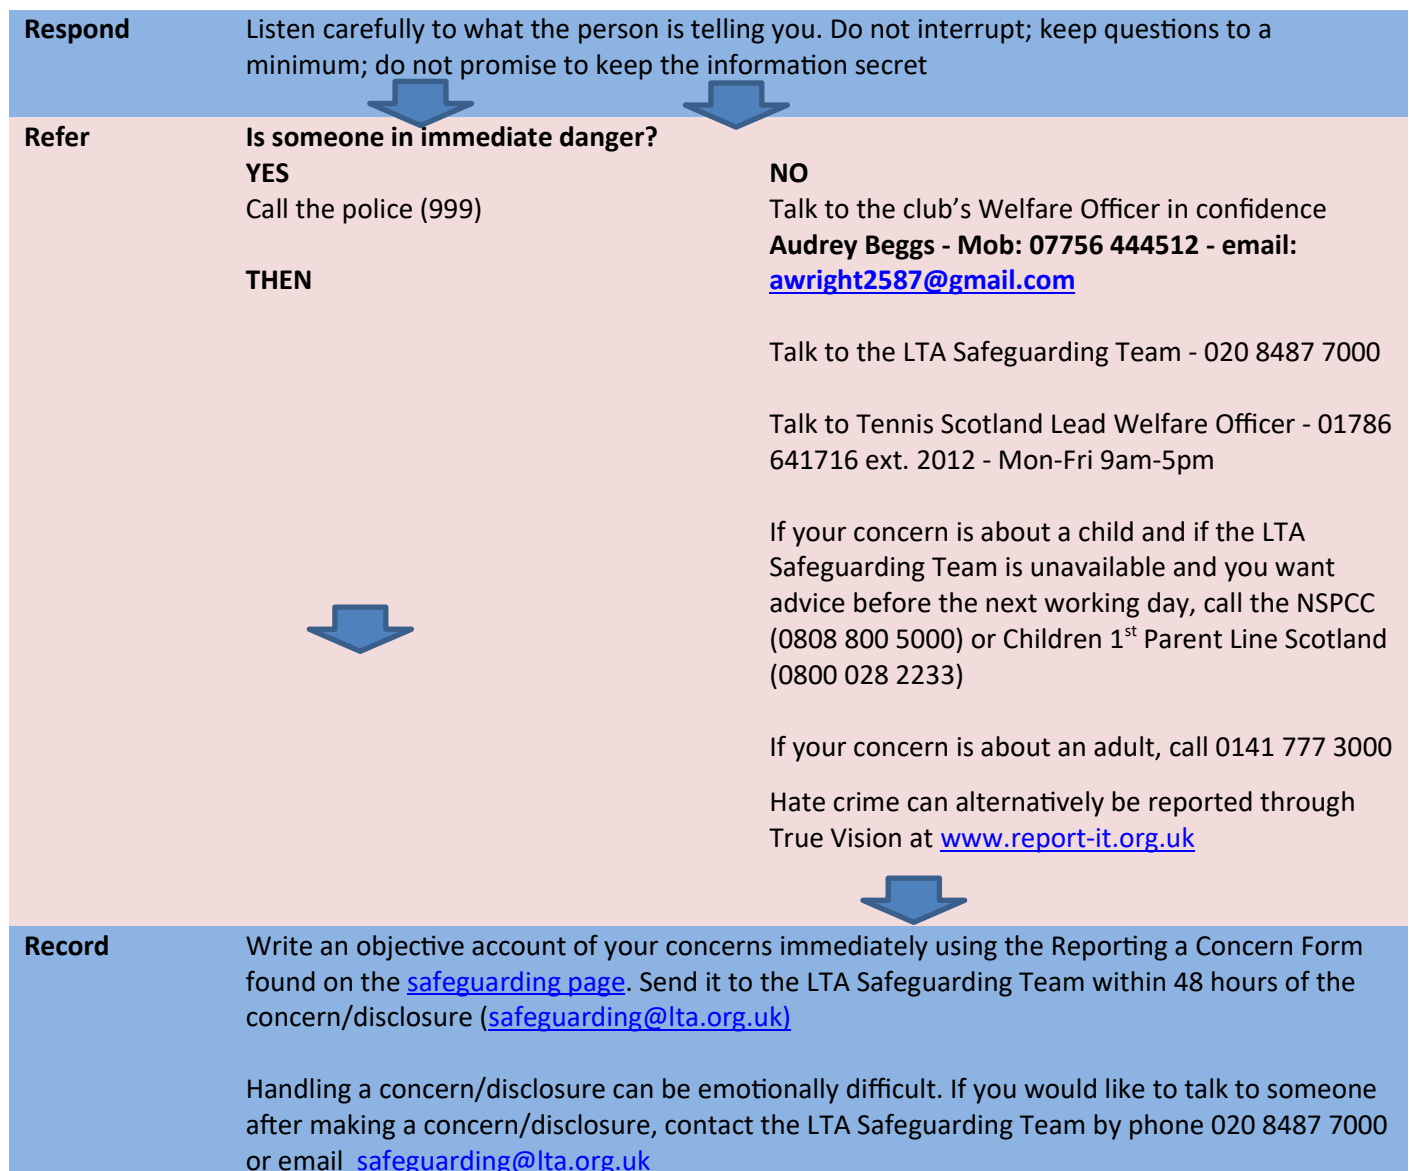 Respond
Listen carefully to what the person is telling you. Do not interrupt; keep questions to a
minimum; do not promise to keep the information secret
Refer
Is someone in immediate danger?
YES
Call the police (999)
THEN
NO
Talk to the club's Welfare Officer in confidence
Audrey Beggs - Mob: 07756 444512 - email:
awright2587@gmail.com
Talk to the LTA Safeguarding Team - 020 8487 7000
Talk to Tennis Scotland Lead Welfare Officer - 01786
641716 ext. 2012 - Mon-Fri 9am-5pm
If your concern is about a child and if the LTA
Safeguarding Team is unavailable and you want
advice before the next working day, call the NSPCC
(0808 800 5000) or Children 1st Parent Line Scotland
(0800 028 2233)
If your concern is about an adult, call 0141 777 3000
Hate crime can alternatively be reported through
True Vision at www.report-it.org.uk
Record
Write an objective account of your concerns immediately using the Reporting a Concern Form
found on the safeguarding page. Send it to the LTA Safeguarding Team within 48 hours of the
concern/disclosure (safeguarding@lta.org.uk)
Handling a concern/disclosure can be emotionally difficult. If you would like to talk to someone
after making a concern/disclosure, contact the LTA Safeguarding Team by phone 020 8487 7000
or email safeguarding@lta.org.uk